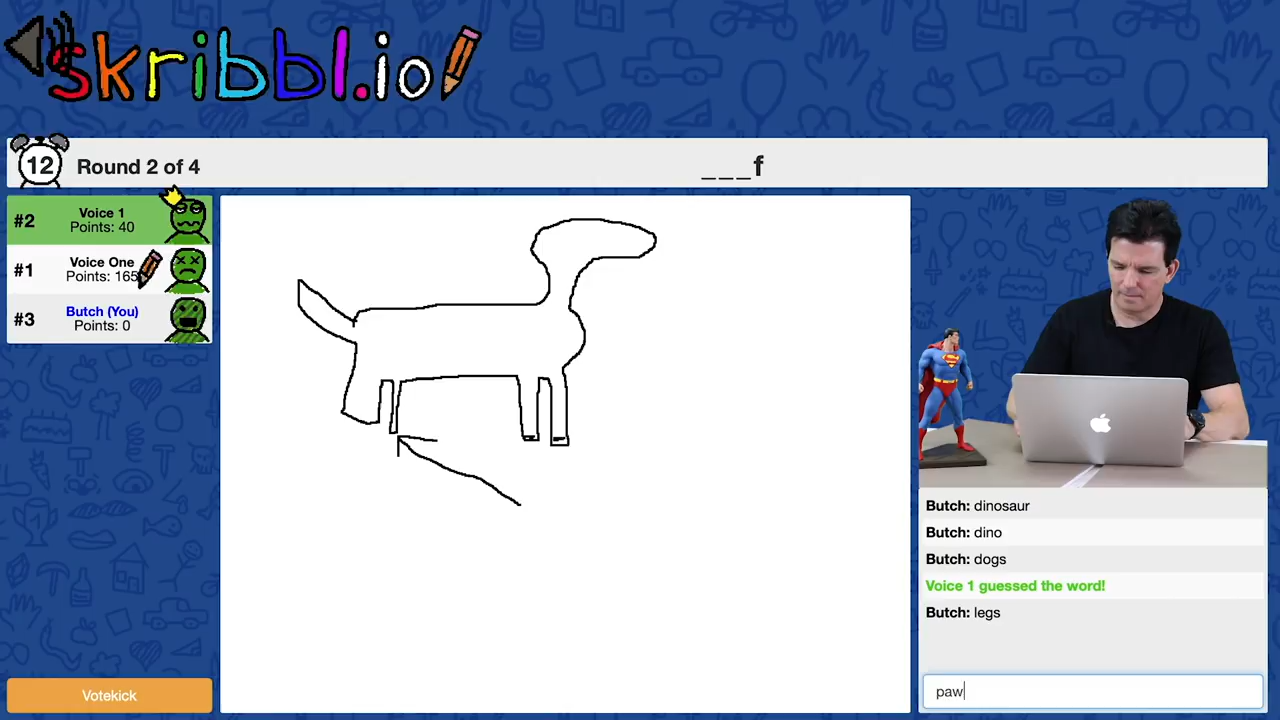 skribbl.io
12
Round 2 of 4
___f
#2
Voice 1
Points: 40
#1
Voice One
Points: 165
#3
Butch (You)
Points: 0
Butch: dinosaur
Butch: dino
Butch: dogs
Voice 1 guessed the word!
Butch: legs
paw
Votekick